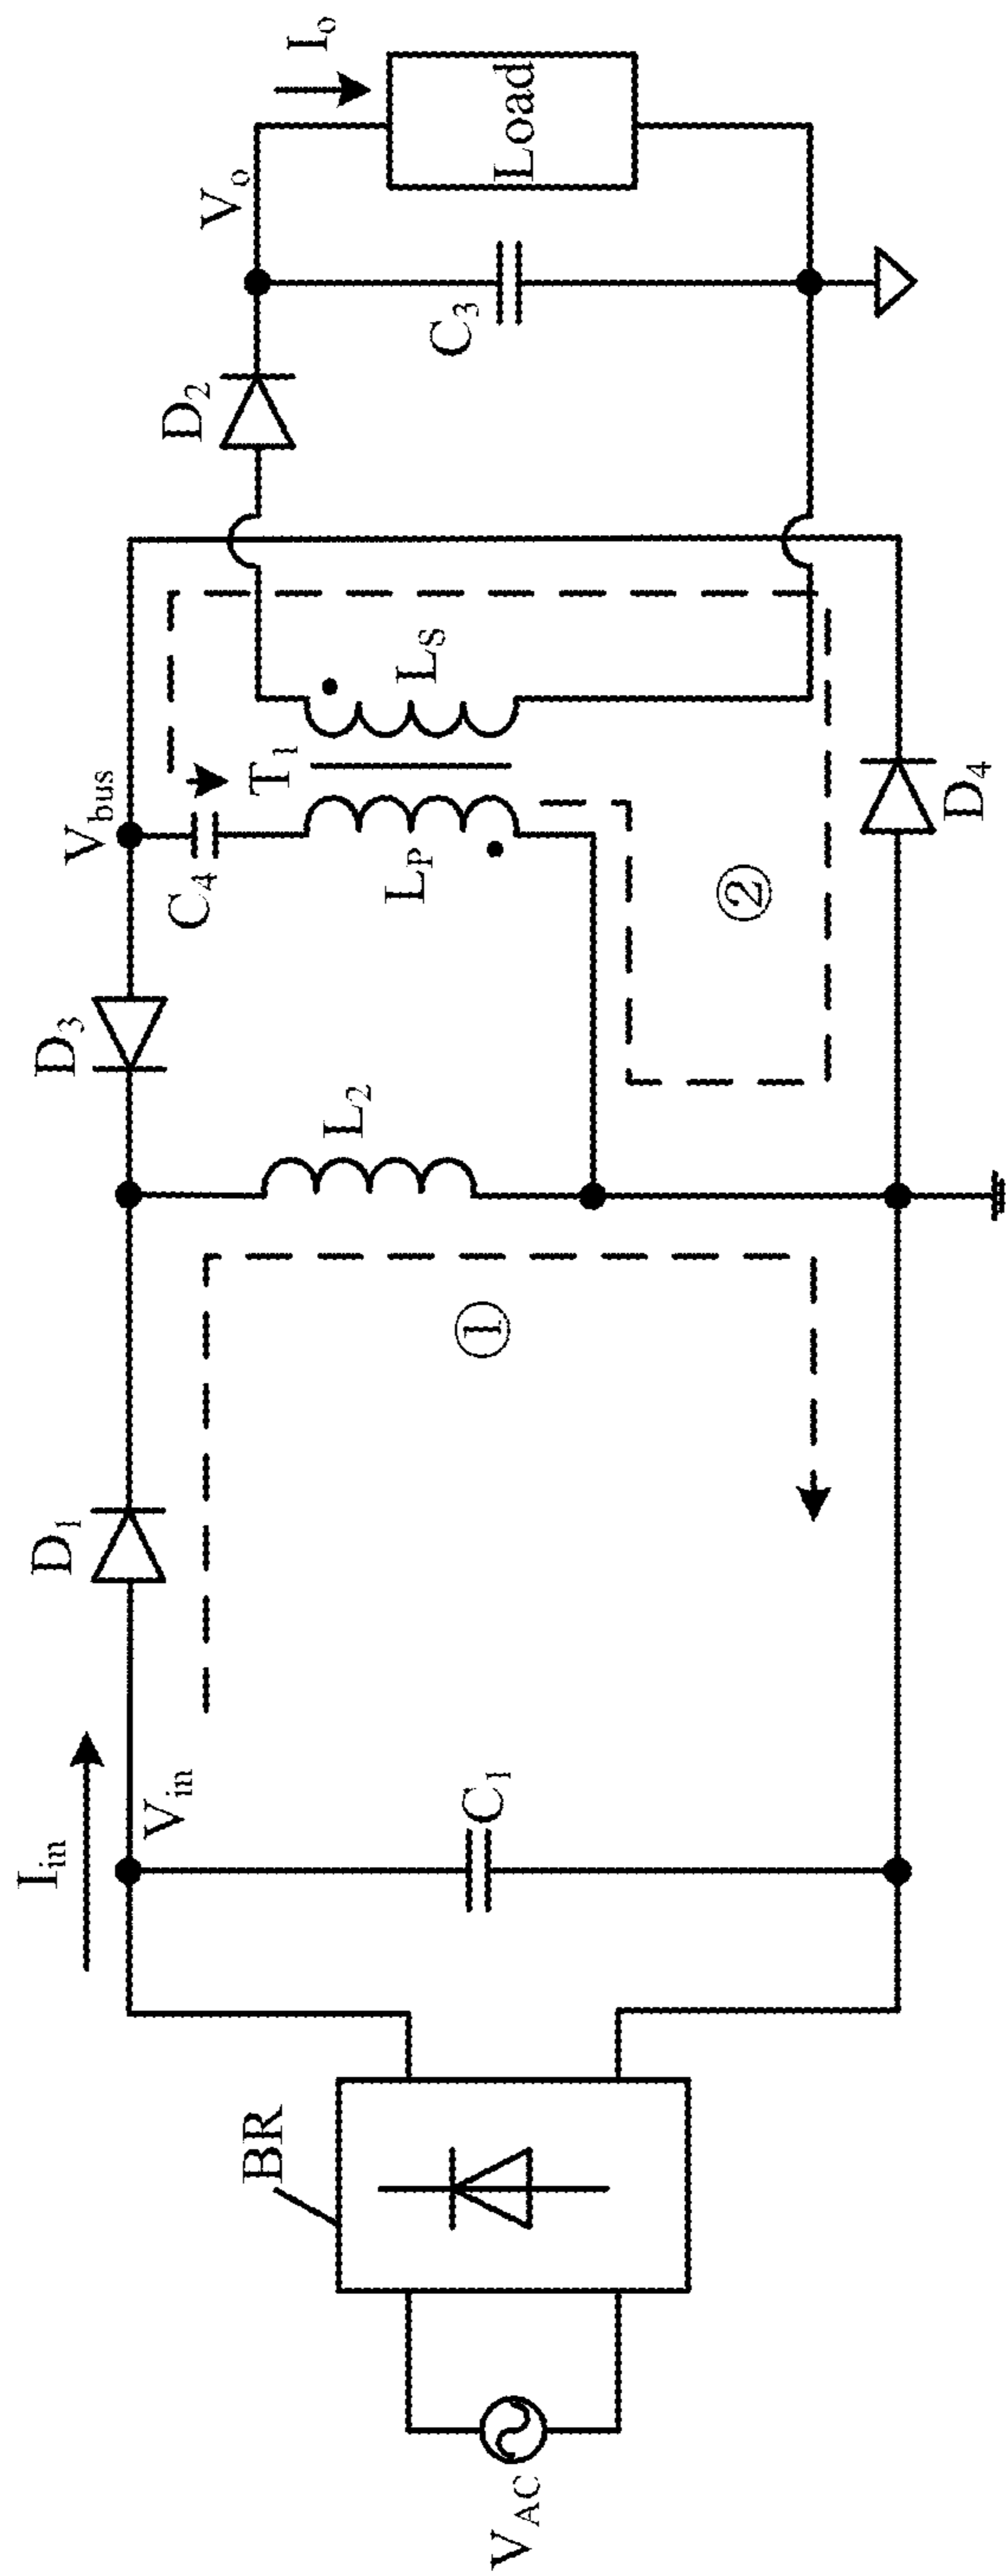 V_AC
BR
I_in
V_in
C_1
D_1
①
L_2
D_3
V_bus
C_4
L_P
T_1
L_S
②
D_4
D_2
C_3
V_o
I_o
Load